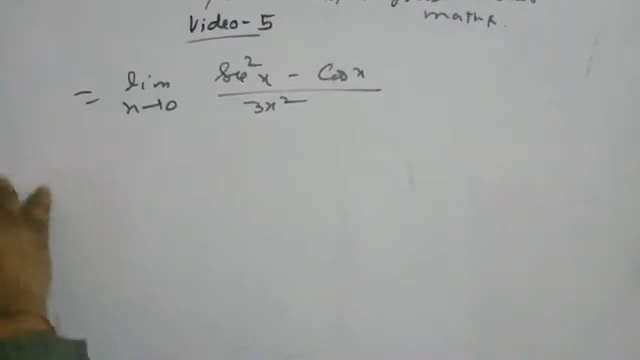 maths.
Video-5
= lim x→0 sec²x - cosx / 3x²